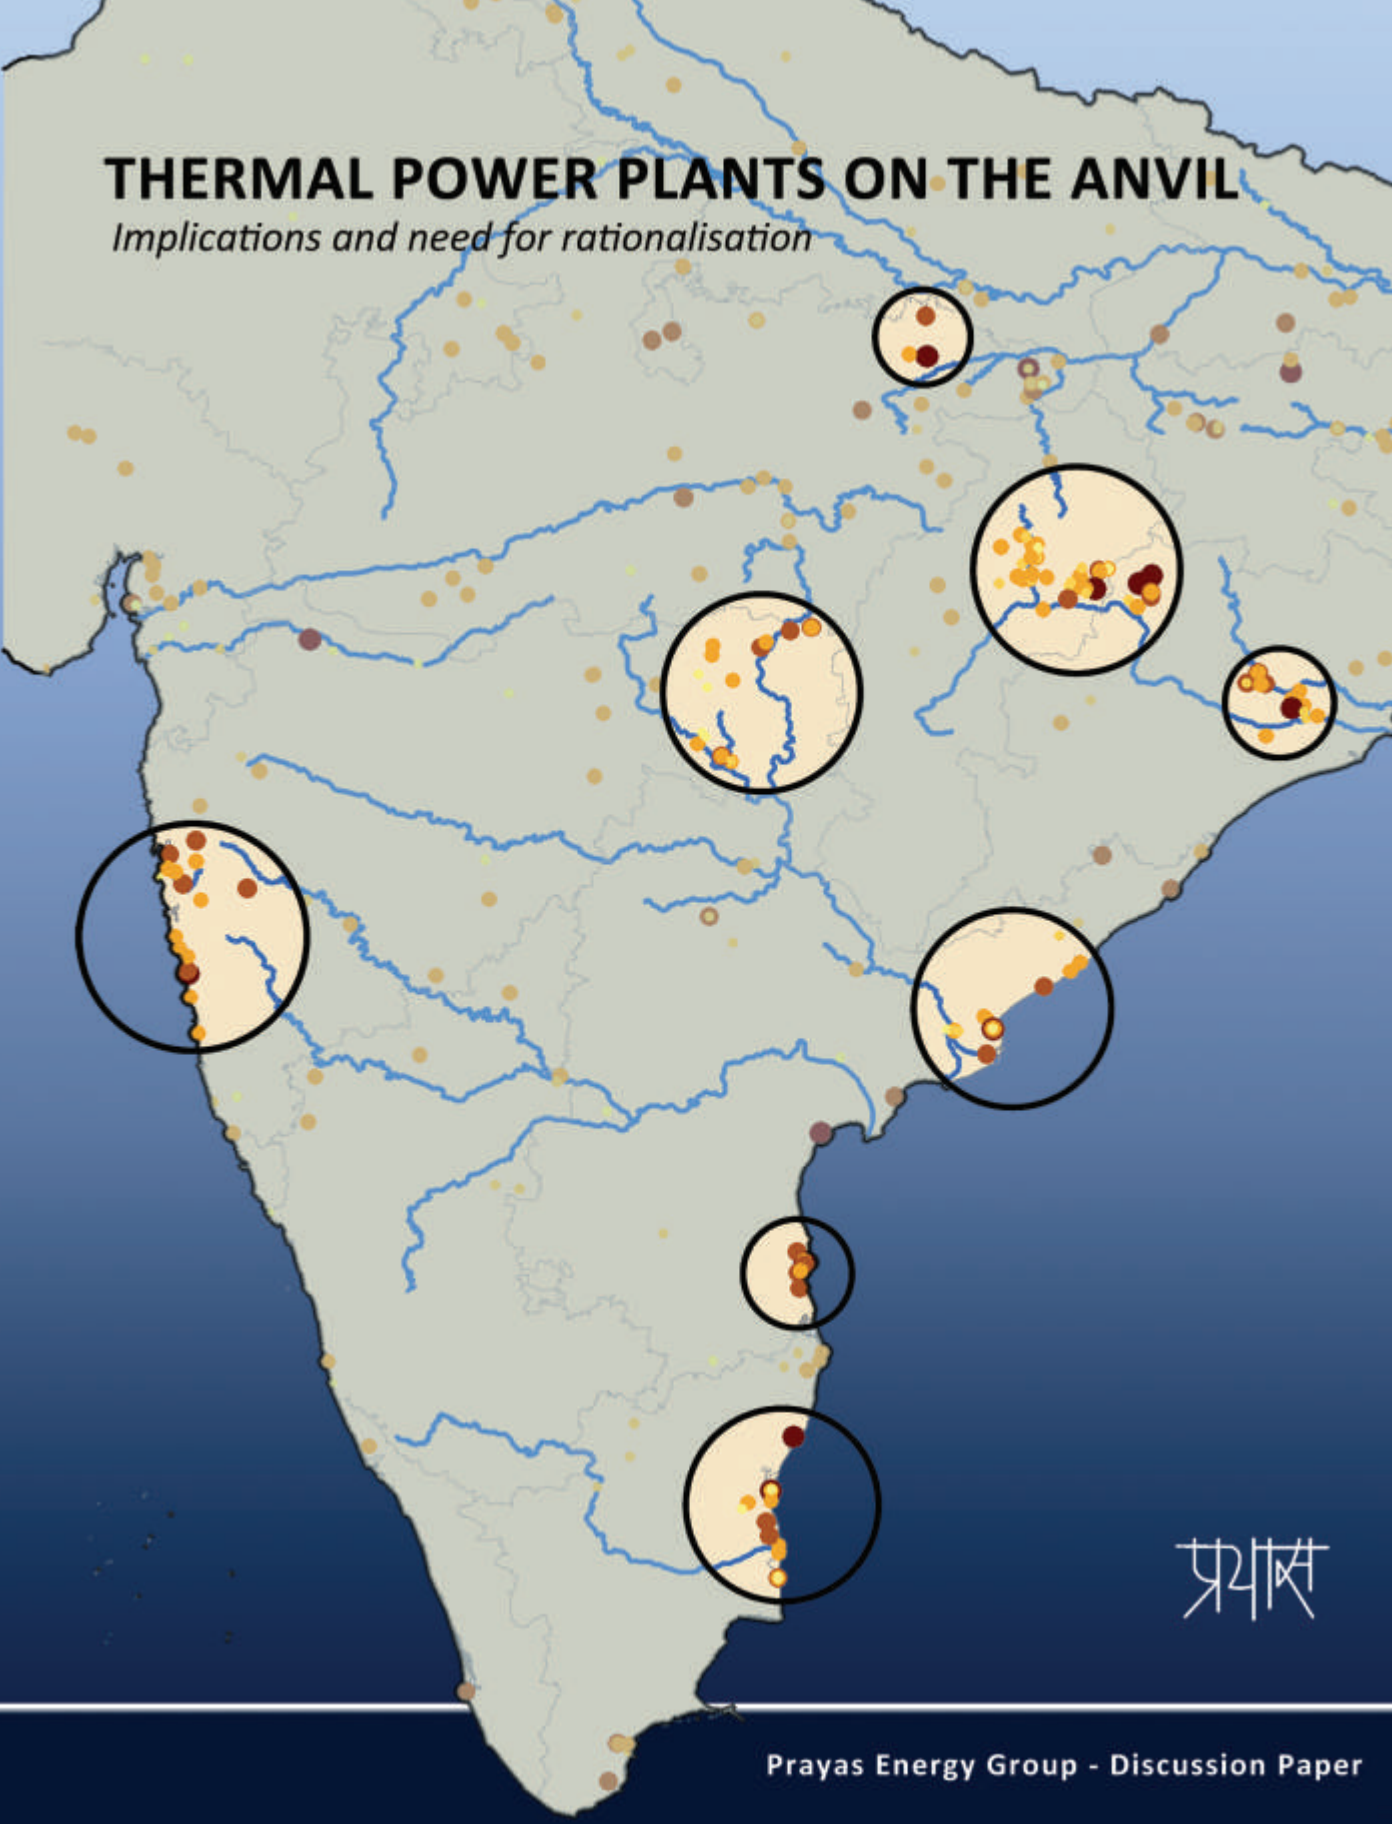 THERMAL POWER PLANTS ON THE ANVIL
Implications and need for rationalisation
प्रयास
Prayas Energy Group - Discussion Paper